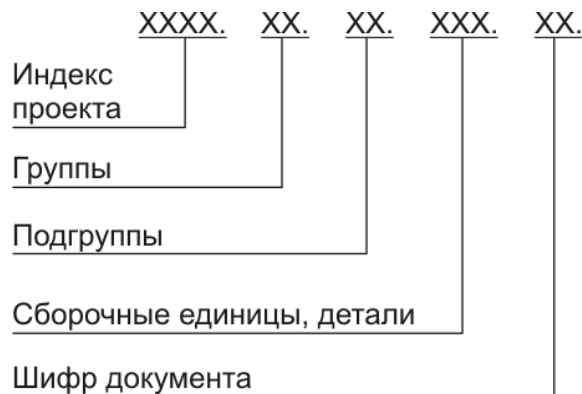 XXXX. XX. XX. XXX. XX.
Индекс
проекта
Группы
Подгруппы
Сборочные единицы, детали
Шифр документа